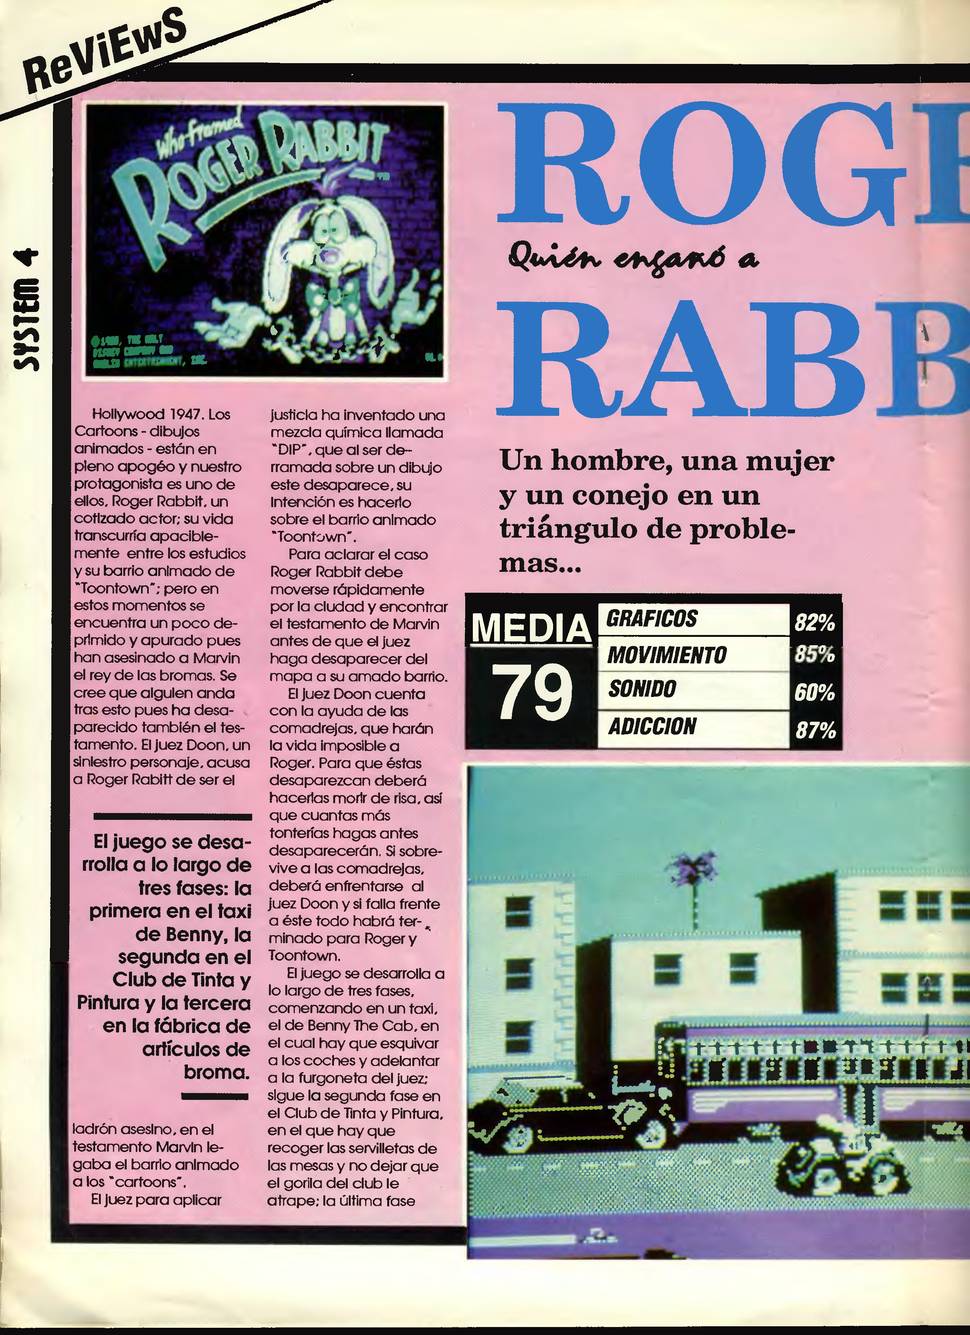 ReViEwS
SYSTEM 4
Who framed
ROGER RABBIT
TM
©1988, THE WALT
DISNEY COMPANY AND
AMBLIN ENTERTAINMENT, INC.
ROGE
Quién engañó a
RABB
Un hombre, una mujer
y un conejo en un
triángulo de proble-
mas...
MEDIA
79
GRAFICOS 82%
MOVIMIENTO 85%
SONIDO 60%
ADICCION 87%
Hollywood 1947. Los
Cartoons - dibujos
animados - están en
pleno apogéo y nuestro
protagonista es uno de
ellos, Roger Rabbit, un
cotizado actor; su vida
transcurría apacible-
mente entre los estudios
y su barrio animado de
"Toontown"; pero en
estos momentos se
encuentra un poco de-
primido y apurado pues
han asesinado a Marvin
el rey de las bromas. Se
cree que alguien anda
tras esto pues ha desa-
parecido también el tes-
tamento. El Juez Doon, un
siniestro personaje, acusa
a Roger Rabitt de ser el
El juego se desa-
rrolla a lo largo de
tres fases: la
primera en el taxi
de Benny, la
segunda en el
Club de Tinta y
Pintura y la tercera
en la fábrica de
artículos de
broma.
ladrón asesino, en el
testamento Marvin le-
gaba el barrio animado
a los "cartoons".
El juez para aplicar
justicia ha inventado una
mezcla química llamada
"DIP", que al ser de-
rramada sobre un dibujo
este desaparece, su
intención es hacerlo
sobre el barrio animado
"Toontown".
Para aclarar el caso
Roger Rabbit debe
moverse rápidamente
por la ciudad y encontrar
el testamento de Marvin
antes de que el juez
haga desaparecer del
mapa a su amado barrio.
El juez Doon cuenta
con la ayuda de las
comadrejas, que harán
la vida imposible a
Roger. Para que éstas
desaparezcan deberá
hacerlas morir de risa, así
que cuantas más
tonterías hagas antes
desaparecerán. Si sobre-
vive a las comadrejas,
deberá enfrentarse al
juez Doon y si falla frente
a éste todo habrá ter-
minado para Roger y
Toontown.
El juego se desarrolla a
lo largo de tres fases,
comenzando en un taxi,
el de Benny The Cab, en
el cual hay que esquivar
a los coches y adelantar
a la furgoneta del juez;
sigue la segunda fase en
el Club de Tinta y Pintura,
en el que hay que
recoger las servilletas de
las mesas y no dejar que
el gorila del club le
atrape; la última fase